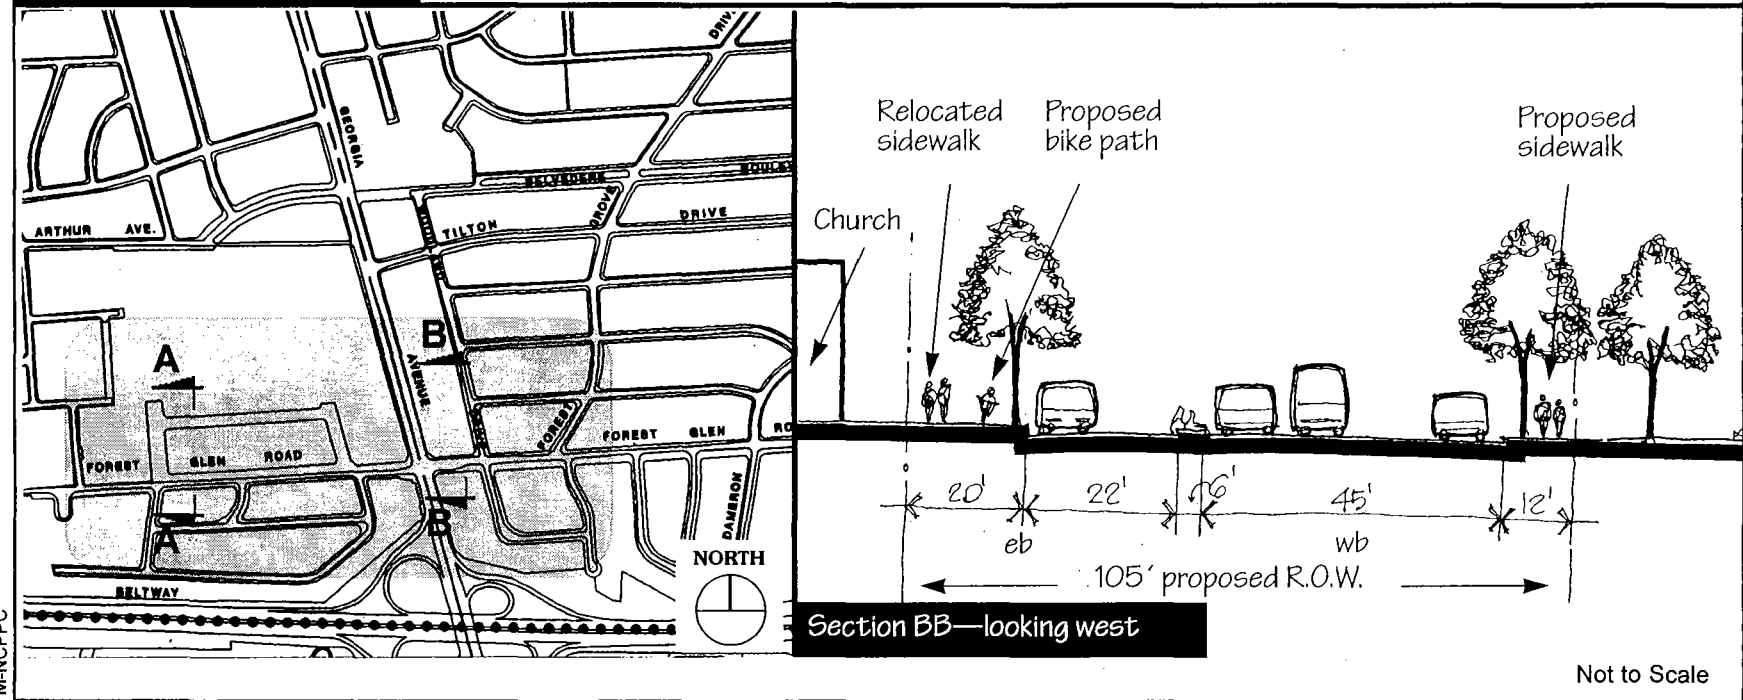 DRIV
GEORGIA
BELVEDERE
BOULEV
GROVE
DRIVE
ARTHUR AVE.
TILTON
A
B
AVENUE
FOREST
FOREST GLEN RO
FOREST GLEN ROAD
A
B
DAMERON
NORTH
BELTWAY
M-NCPPC
Relocated
sidewalk
Proposed
bike path
Proposed
sidewalk
Church
20'
22'
6'
45'
12'
eb
wb
105' proposed R.O.W.
Section BB—looking west
Not to Scale